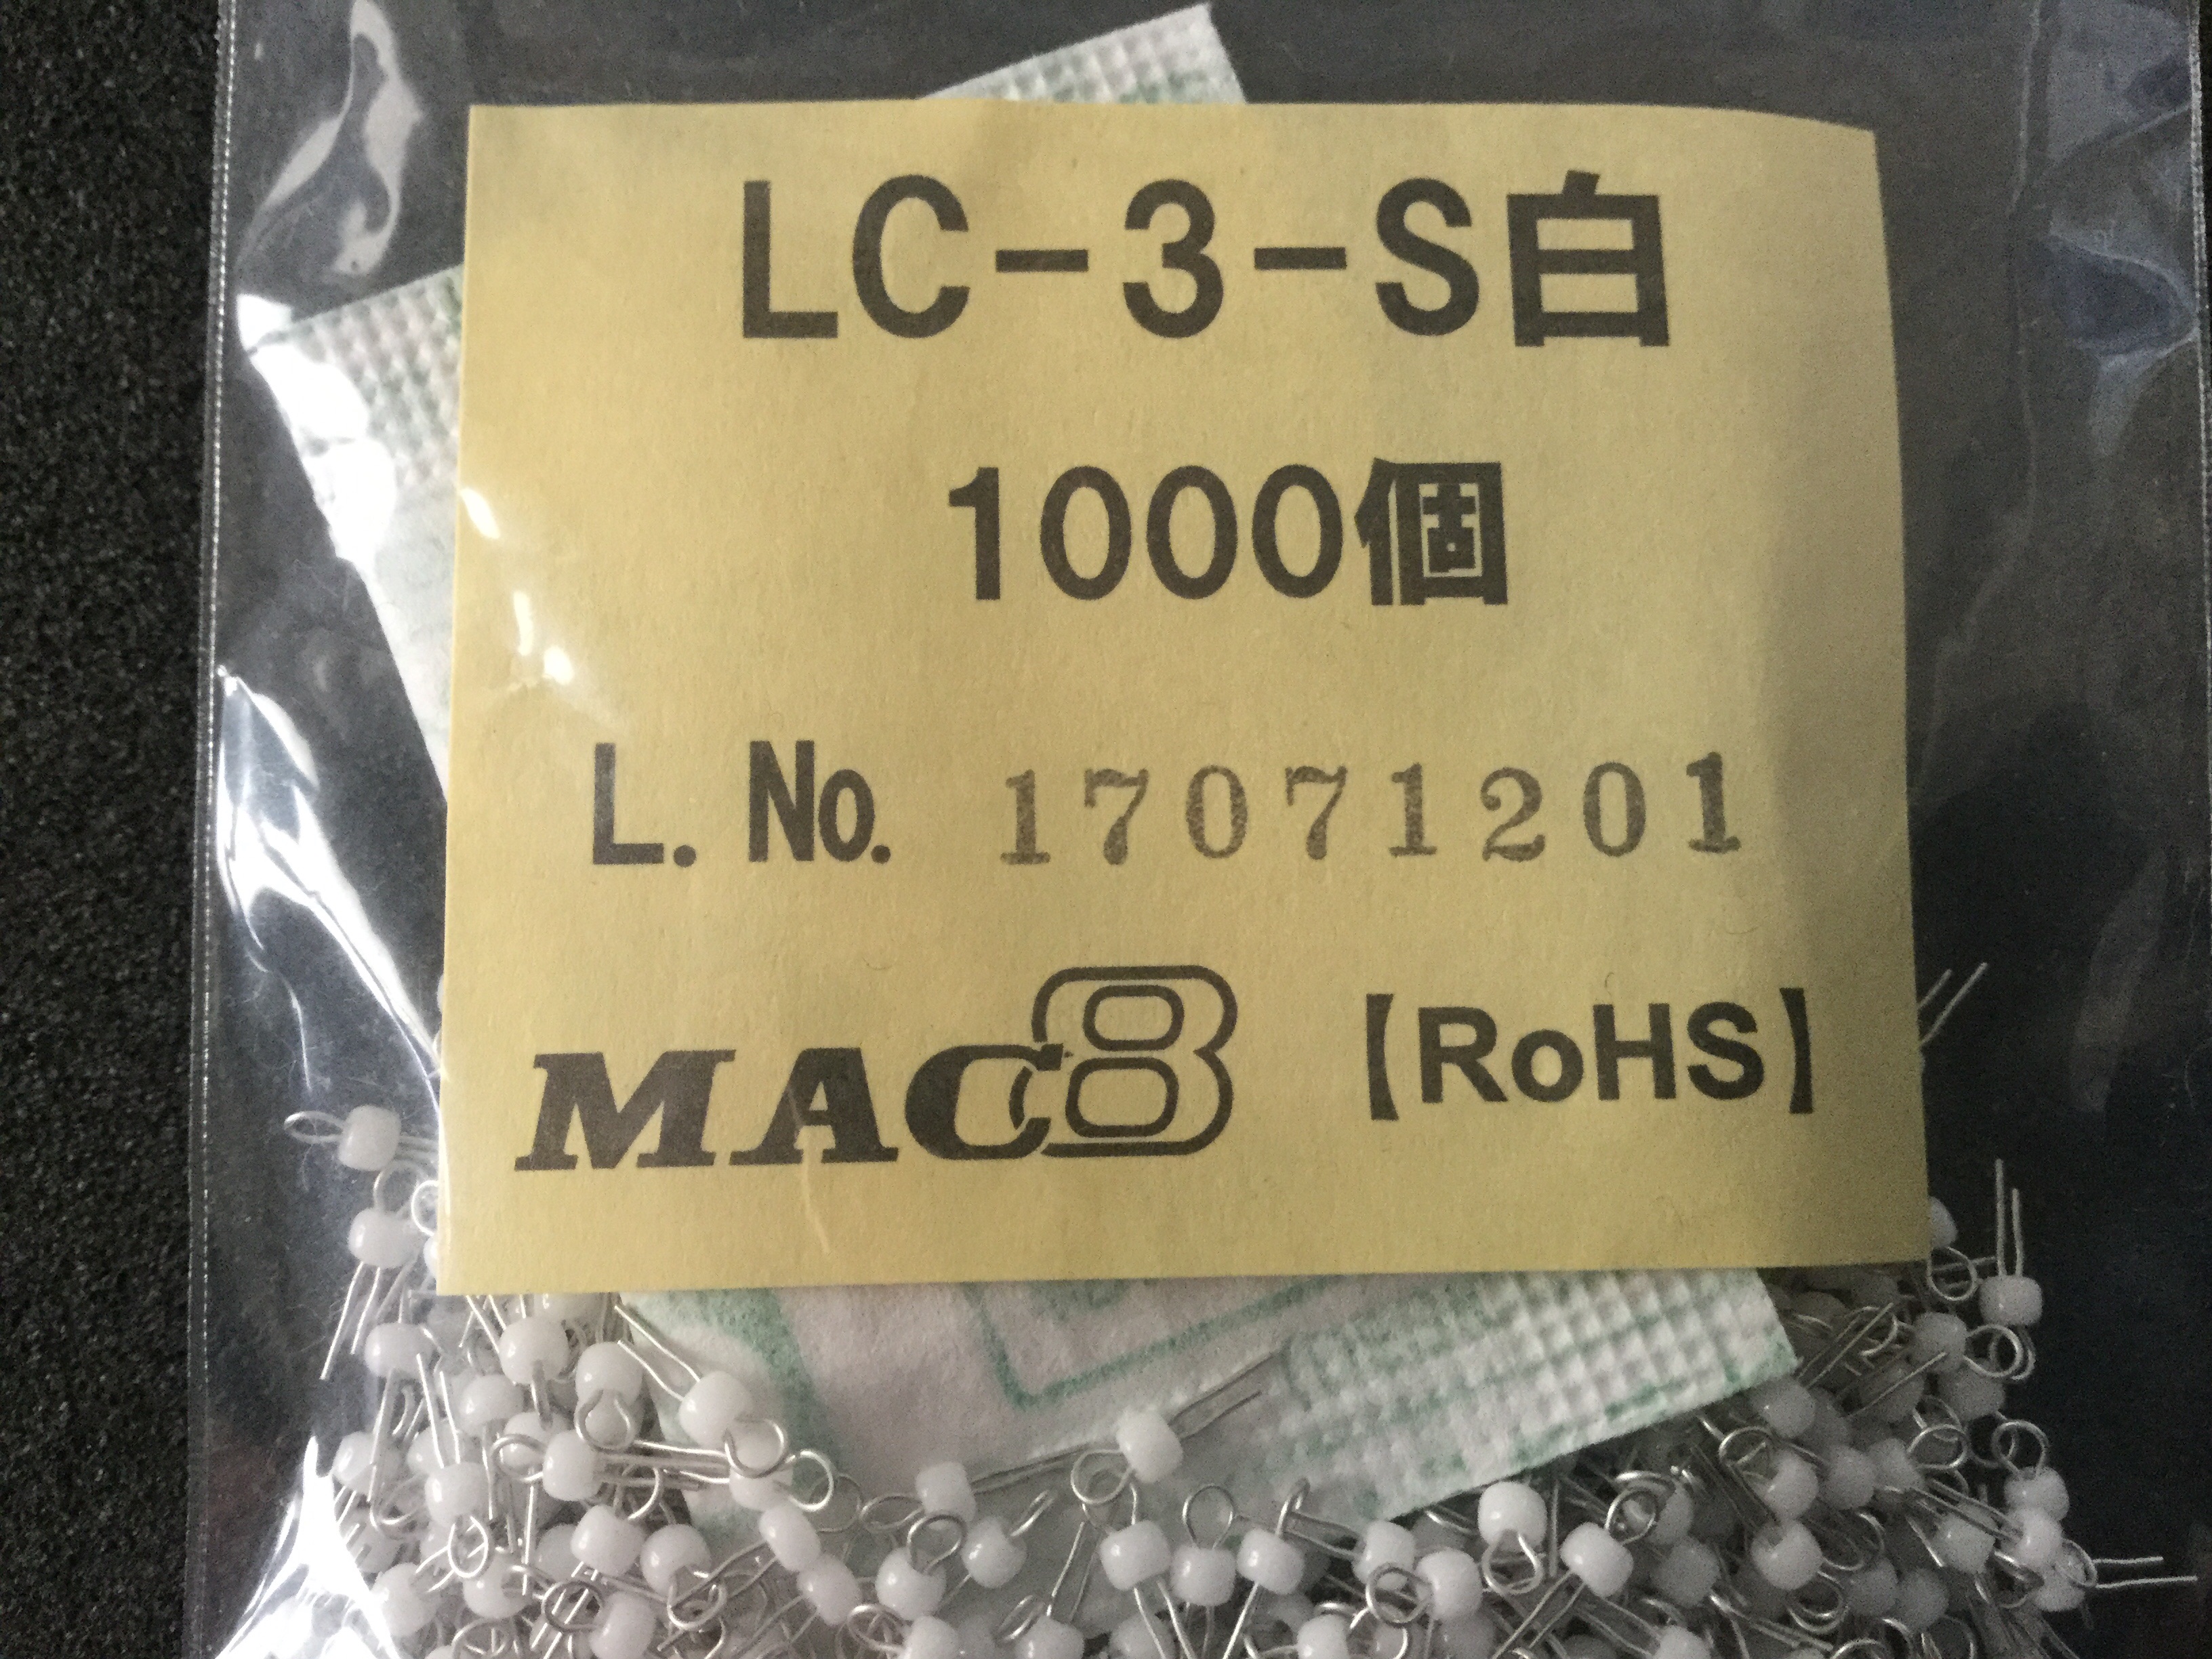 LC-3-S白
1000個
L. No. 17071201
MAC8 【RoHS】